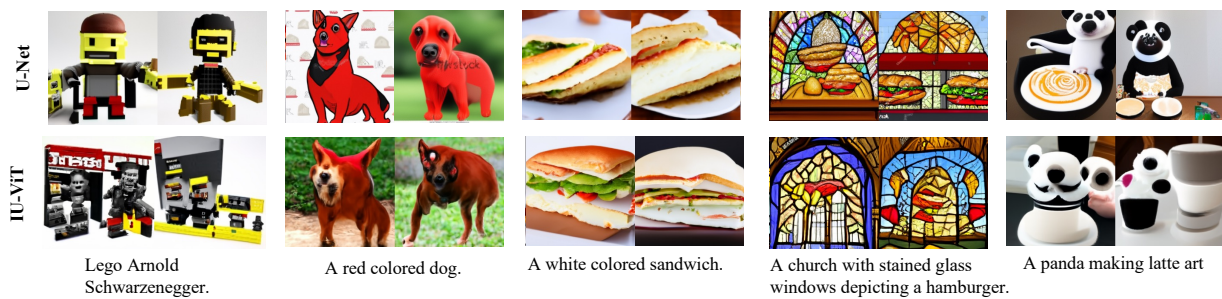 U-Net
IU-ViT
Lego Arnold
Schwarzenegger.
A red colored dog.
A white colored sandwich.
A church with stained glass
windows depicting a hamburger.
A panda making latte art